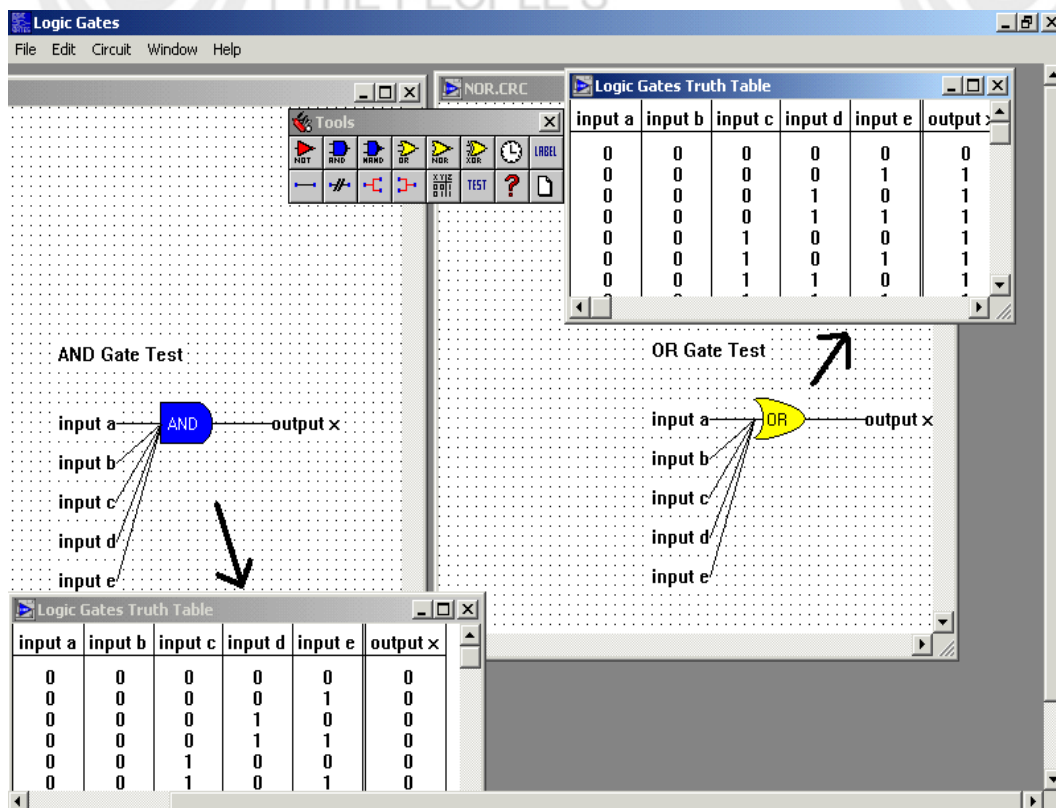 THE PEOPLE'S
Logic Gates
File Edit Circuit Window Help
NOR.CRC
Tools
NOT AND NAND OR NOR XOR LABEL
X Y Z
TEST ?
Logic Gates Truth Table
input a input b input c input d input e output x
0 0 0 0 0 0
0 0 0 0 1 1
0 0 0 1 0 1
0 0 0 1 1 1
0 0 1 0 0 1
0 0 1 0 1 1
0 0 1 1 0 1
AND Gate Test
input a AND output x
input b
input c
input d
input e
OR Gate Test
input a OR output x
input b
input c
input d
input e
Logic Gates Truth Table
input a input b input c input d input e output x
0 0 0 0 0 0
0 0 0 0 1 0
0 0 0 1 0 0
0 0 0 1 1 0
0 0 1 0 0 0
0 0 1 0 1 0